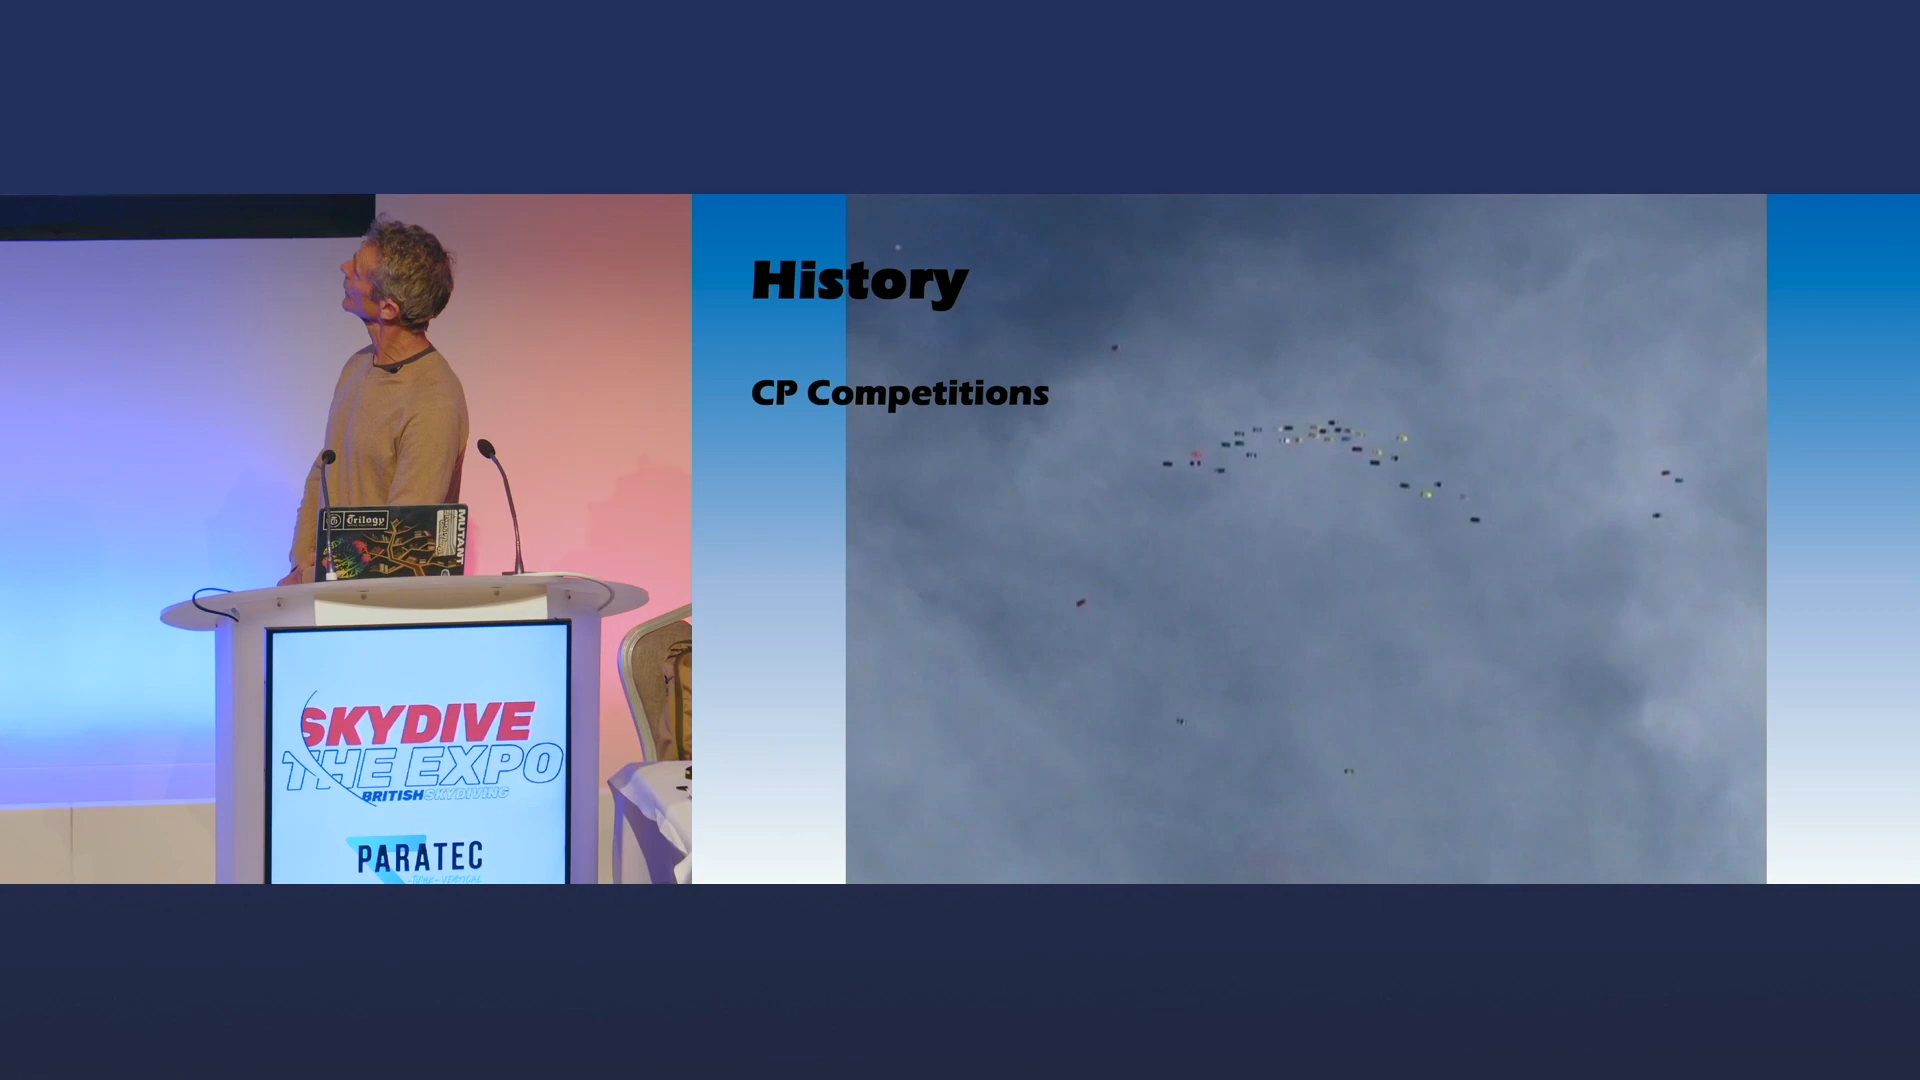 History
CP Competitions
Trilogy
MUTANT
SKYDIVE
THE EXPO
BRITISH SKYDIVING
PARATEC